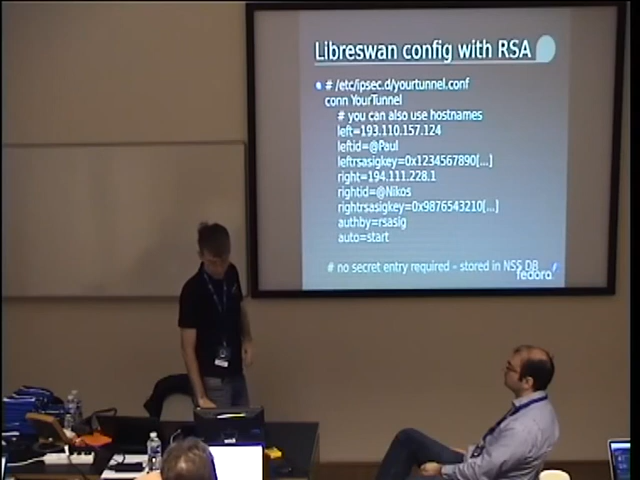 Libreswan config with RSA
# /etc/ipsec.d/yourtunnel.conf
conn YourTunnel
# you can also use hostnames
left=193.110.157.124
leftid=@Paul
leftrsasigkey=0x1234567890[...]
right=194.111.228.1
rightid=@Nikos
rightrsasigkey=0x9876543210[...]
authby=rsasig
auto=start
# no secret entry required – stored in NSS DB
fedora